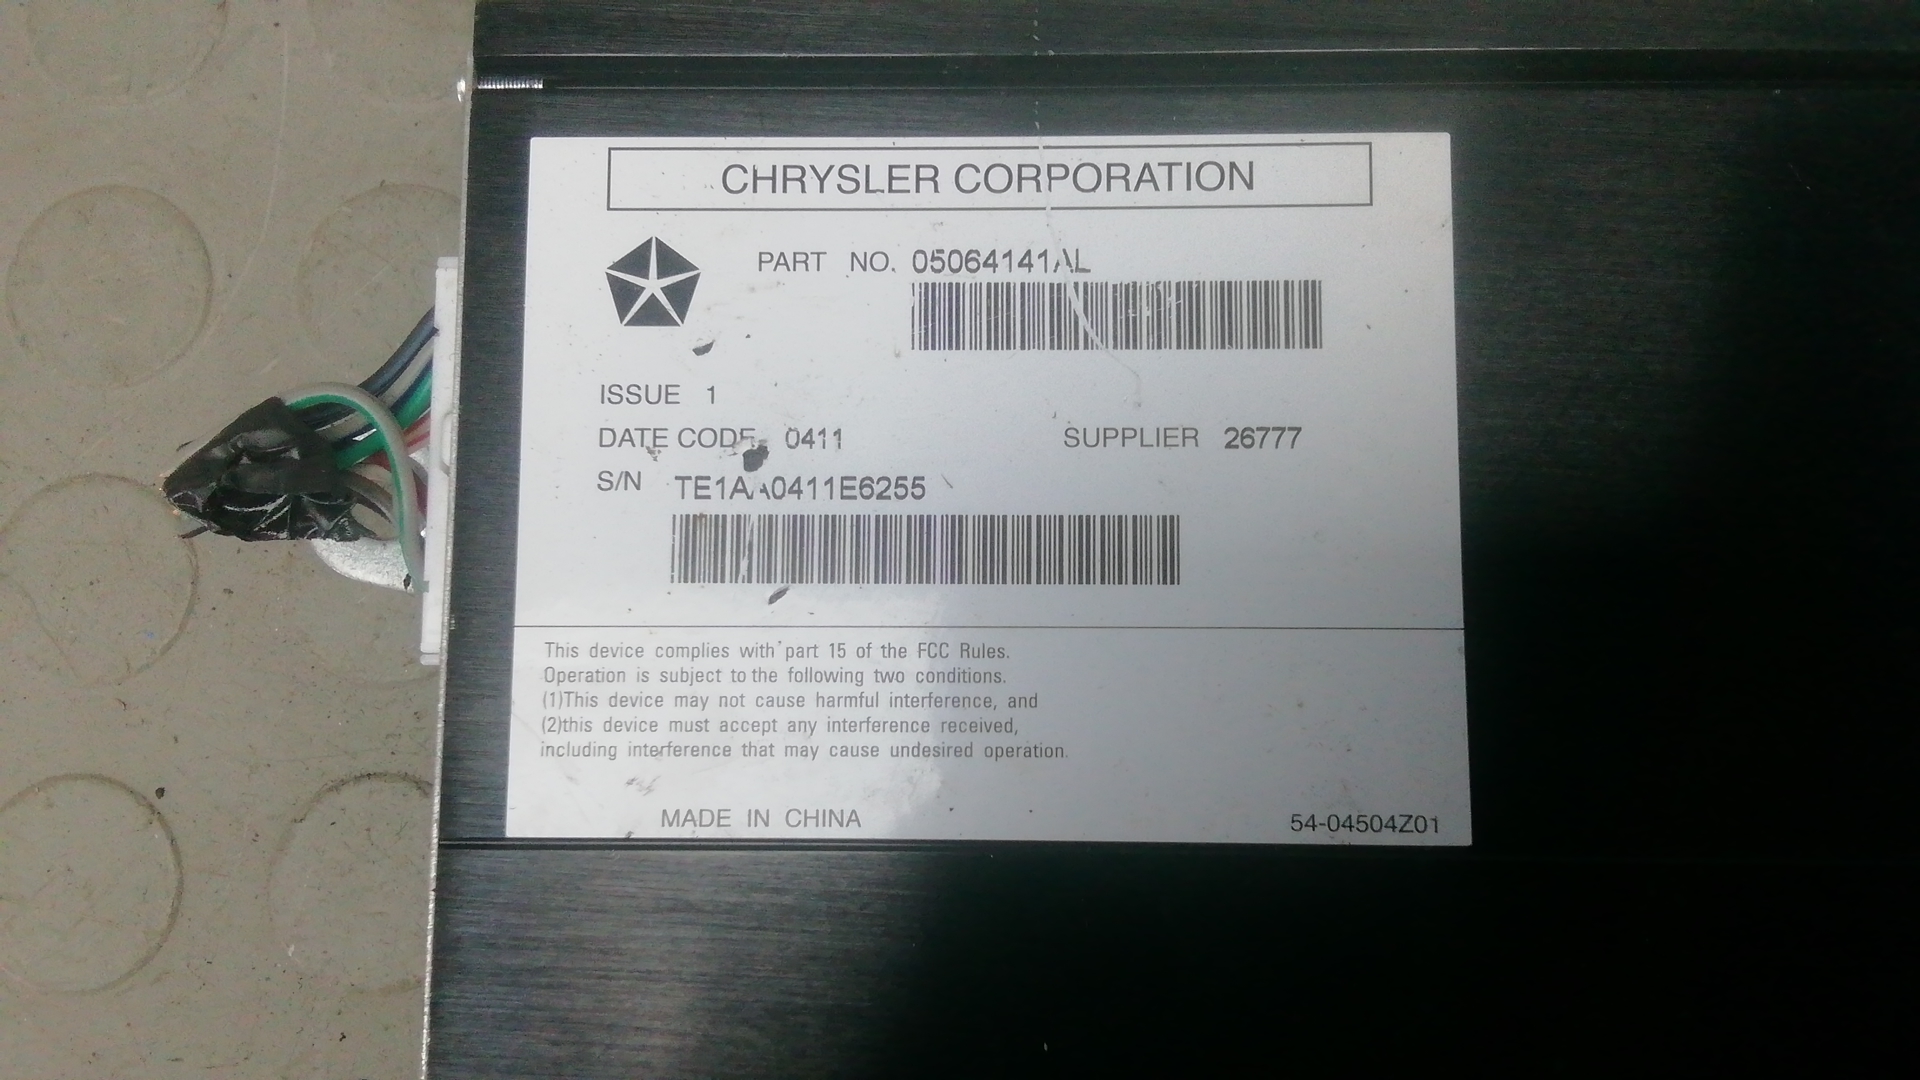 CHRYSLER CORPORATION
PART NO. 05064141AL
ISSUE 1
DATE CODE 0411 SUPPLIER 26777
S/N TE1AA0411E6255
This device complies with part 15 of the FCC Rules.
Operation is subject to the following two conditions.
(1)This device may not cause harmful interference, and
(2)this device must accept any interference received,
including interference that may cause undesired operation.
MADE IN CHINA 54-04504Z01